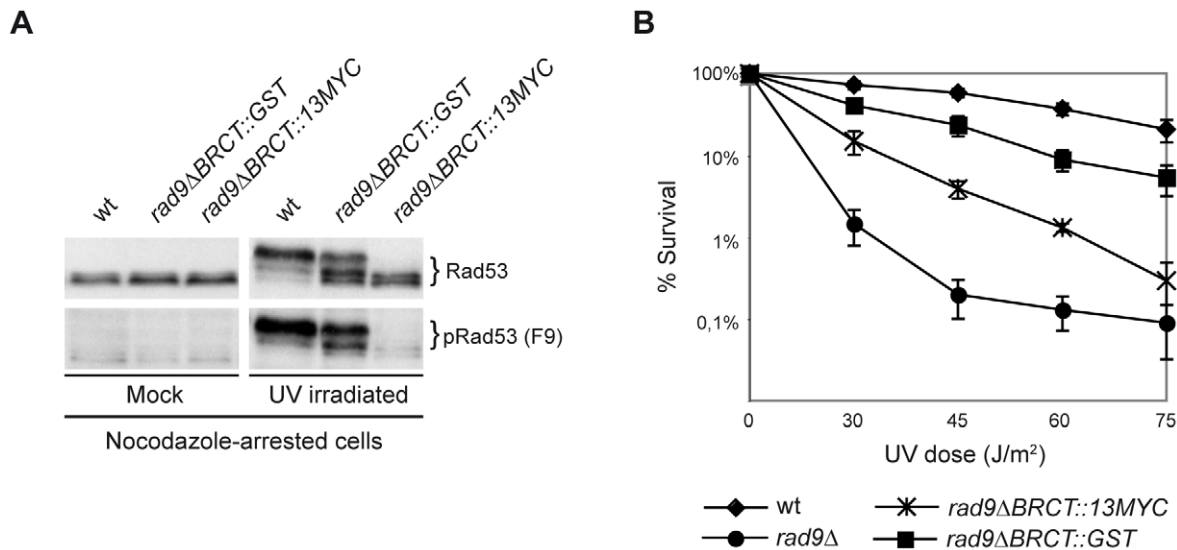 A
wt
rad9ΔBRCT::GST
rad9ΔBRCT::13MYC
wt
rad9ΔBRCT::GST
rad9ΔBRCT::13MYC
} Rad53
} pRad53 (F9)
Mock
UV irradiated
Nocodazole-arrested cells
B
100%
10%
1%
0,1%
% Survival
0
30
45
60
75
UV dose (J/m²)
wt
rad9ΔBRCT::13MYC
rad9Δ
rad9ΔBRCT::GST